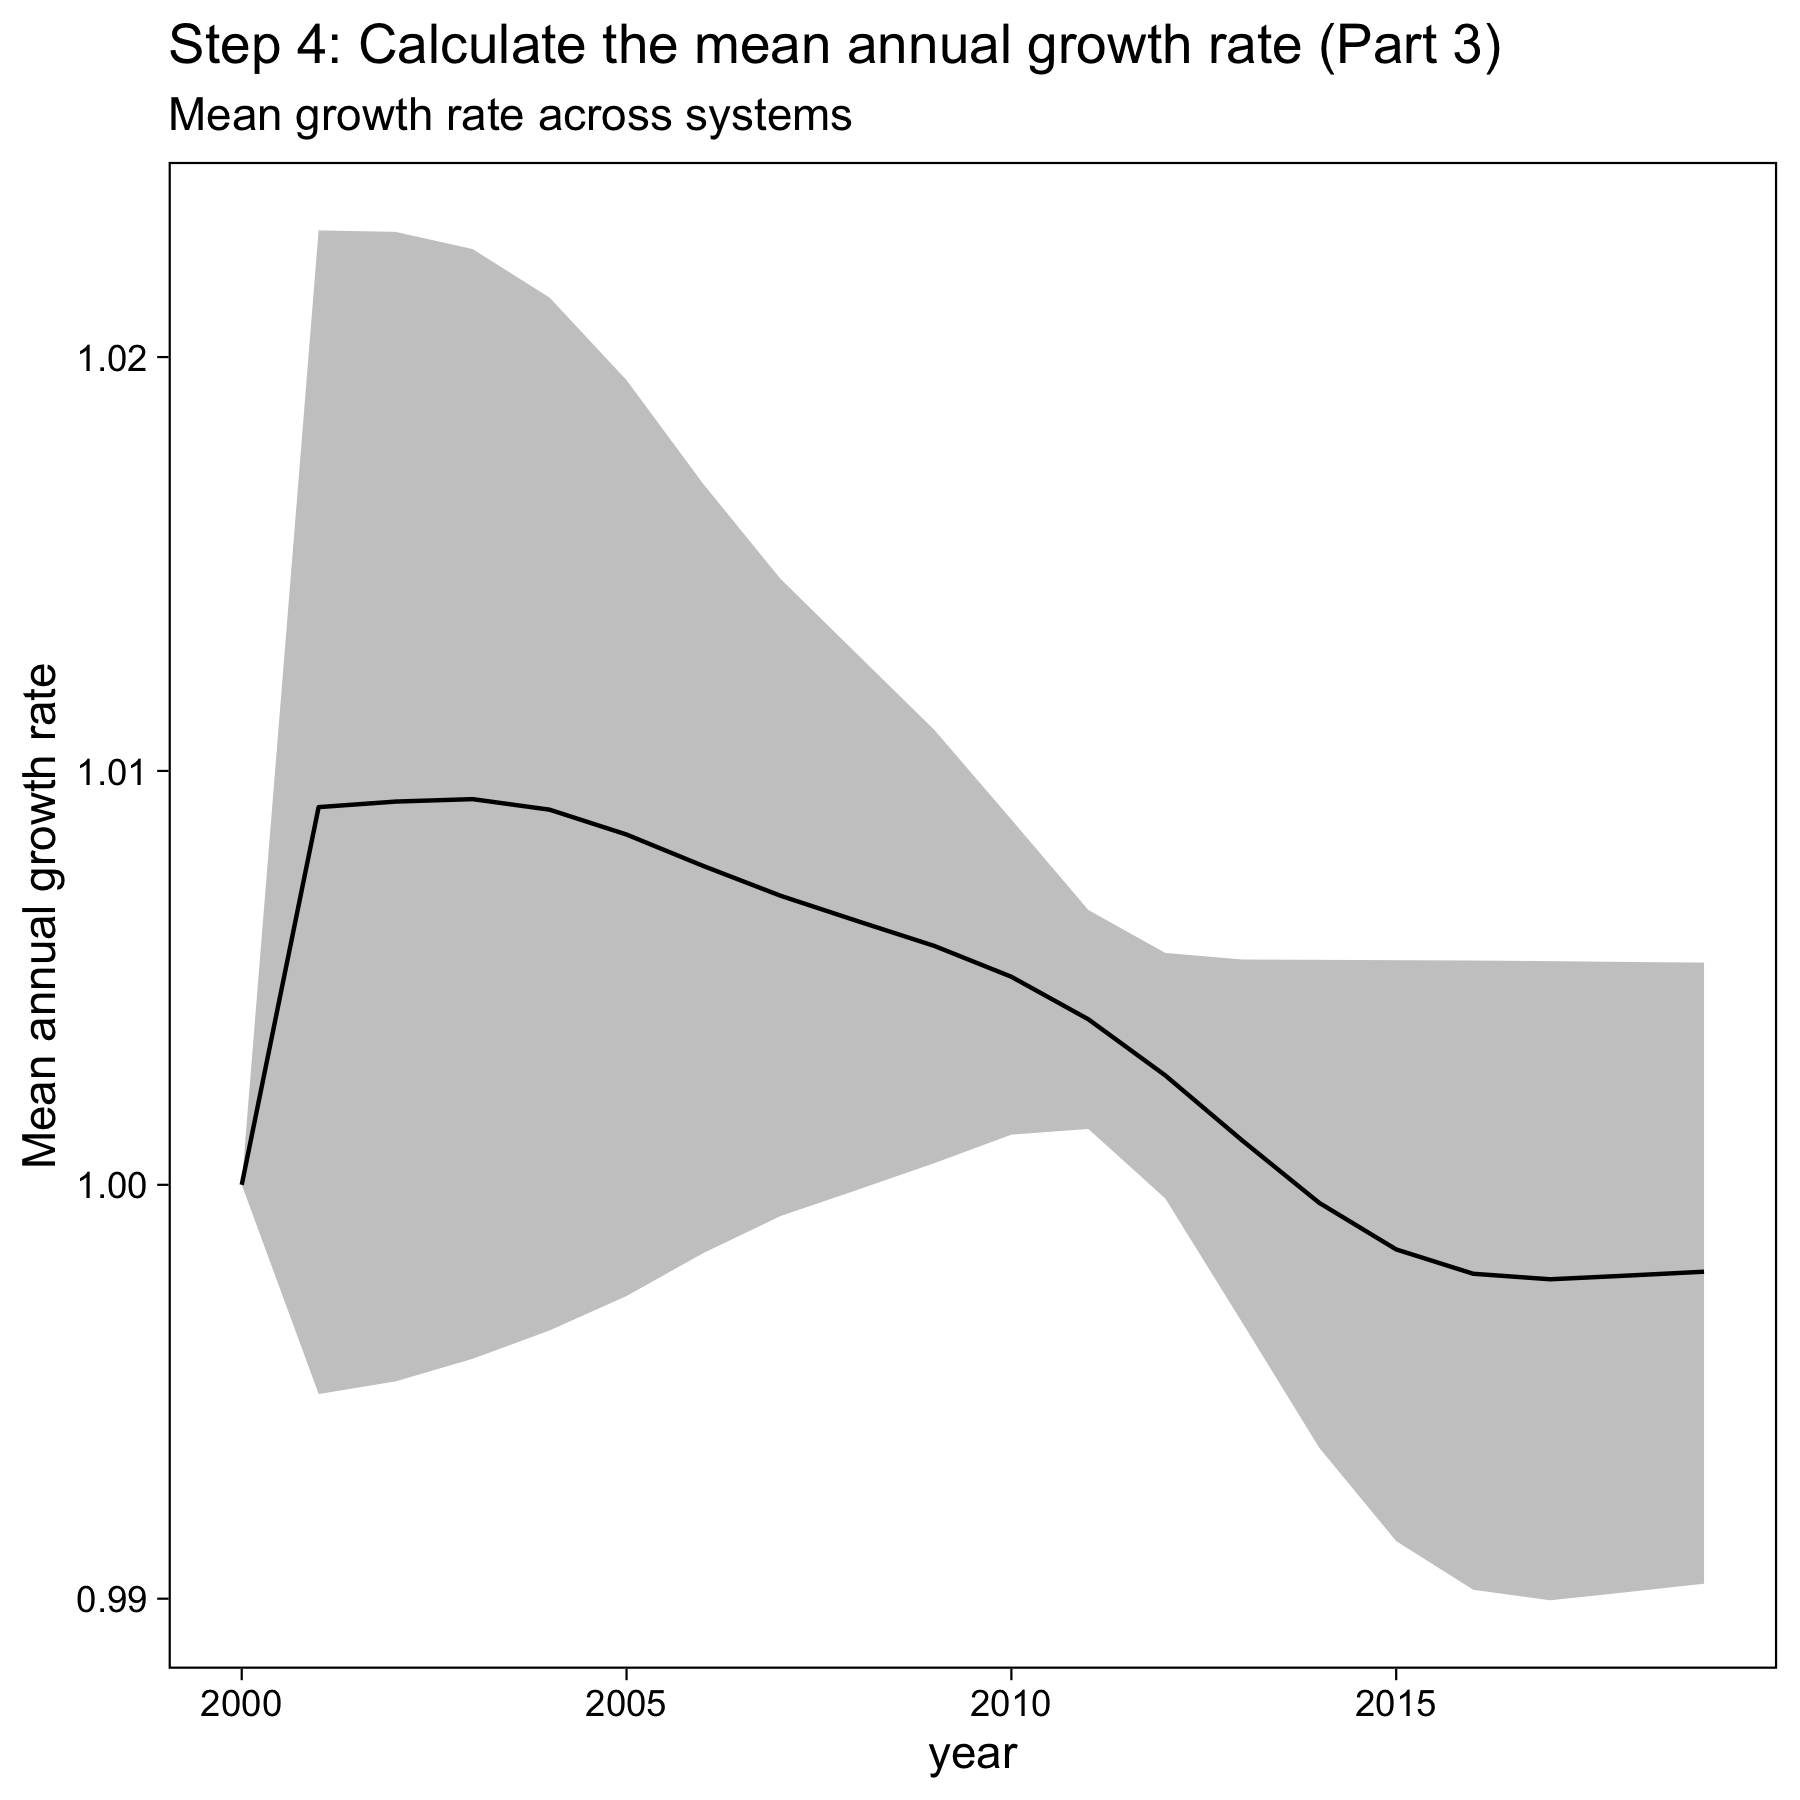 Step 4: Calculate the mean annual growth rate (Part 3)
Mean growth rate across systems
Mean annual growth rate
1.02
1.01
1.00
0.99
2000 2005 2010 2015
year